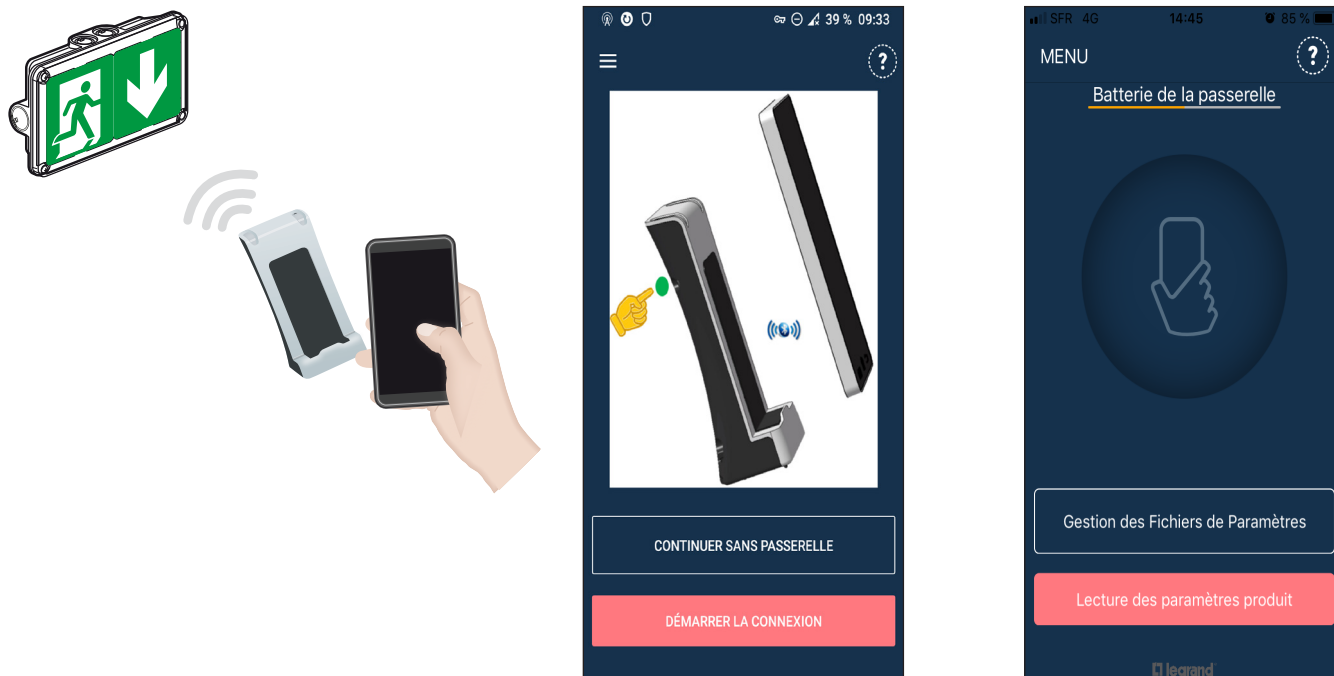 39 % 09:33
?
CONTINUER SANS PASSERELLE
DÉMARRER LA CONNEXION
SFR 4G 14:45 85 %
MENU ?
Batterie de la passerelle
Gestion des Fichiers de Paramètres
Lecture des paramètres produit
legrand